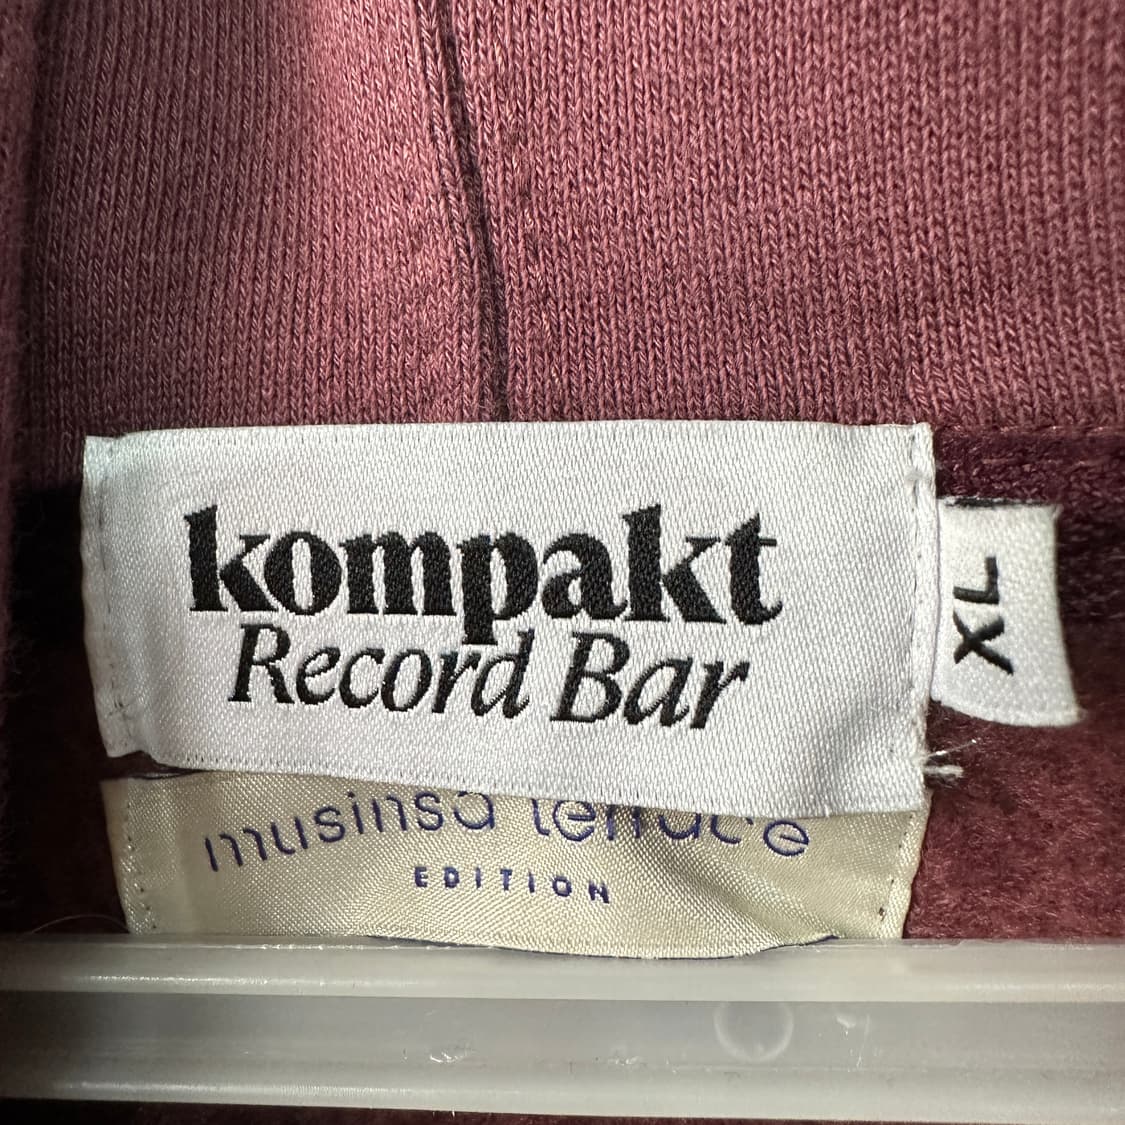 kompakt
Record Bar
XL
musinsa terrace
EDITION